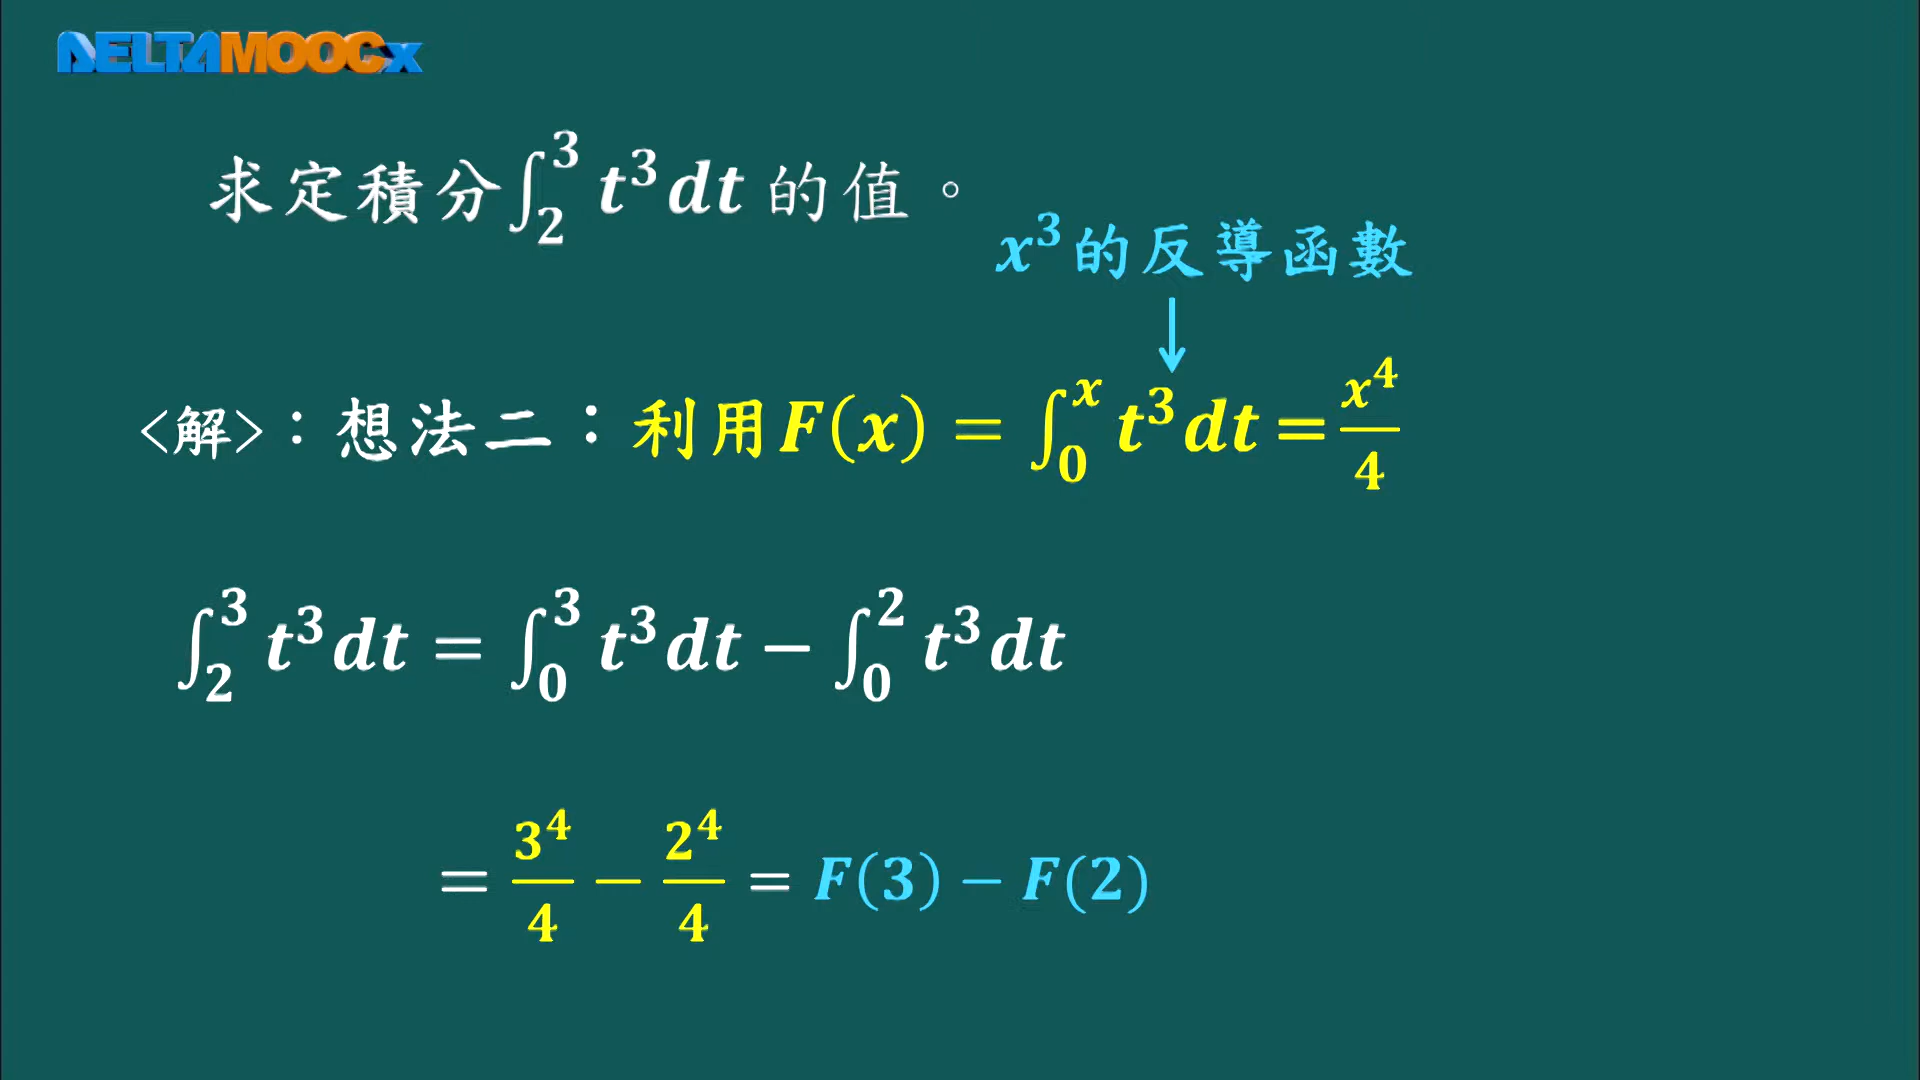 DELTAMOOCx
求定積分∫₂³ t³dt 的值。
x³的反導函數
<解>：想法二：利用F(x) = ∫₀ˣ t³dt = x⁴/4
∫₂³ t³dt = ∫₀³ t³dt − ∫₀² t³dt
= 3⁴/4 − 2⁴/4 = F(3) − F(2)